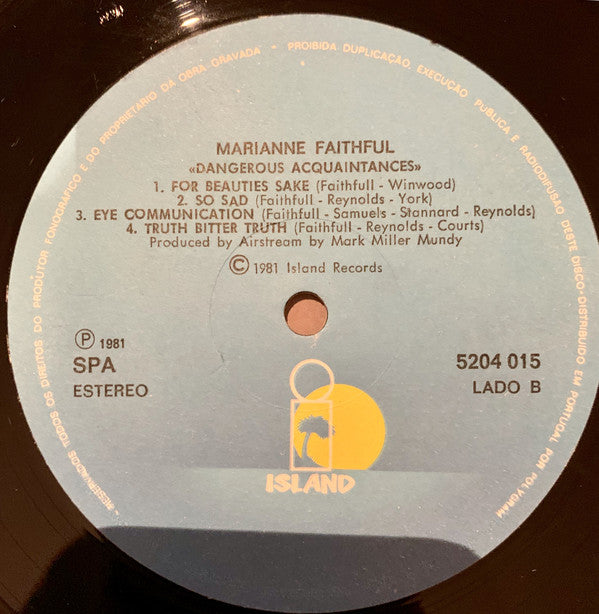 RESERVADOS TODOS OS DIREITOS DO PRODUTOR FONOGRÁFICO E DO PROPRIETÁRIO DA OBRA GRAVADA - PROIBIDA DUPLICAÇÃO, EXECUÇÃO PÚBLICA E RADIODIFUSÃO DESTE DISCO-DISTRIBUIDO EM PORTUGAL POR POLYGRAM
MARIANNE FAITHFUL
«DANGEROUS ACQUAINTANCES»
1. FOR BEAUTIES SAKE (Faithfull - Winwood)
2. SO SAD (Faithfull - Reynolds - York)
3. EYE COMMUNICATION (Faithfull - Samuels - Stannard - Reynolds)
4. TRUTH BITTER TRUTH (Faithfull - Reynolds - Courts)
Produced by Airstream by Mark Miller Mundy
© 1981 Island Records
Ⓟ 1981
SPA
ESTEREO
5204 015
LADO B
ISLAND